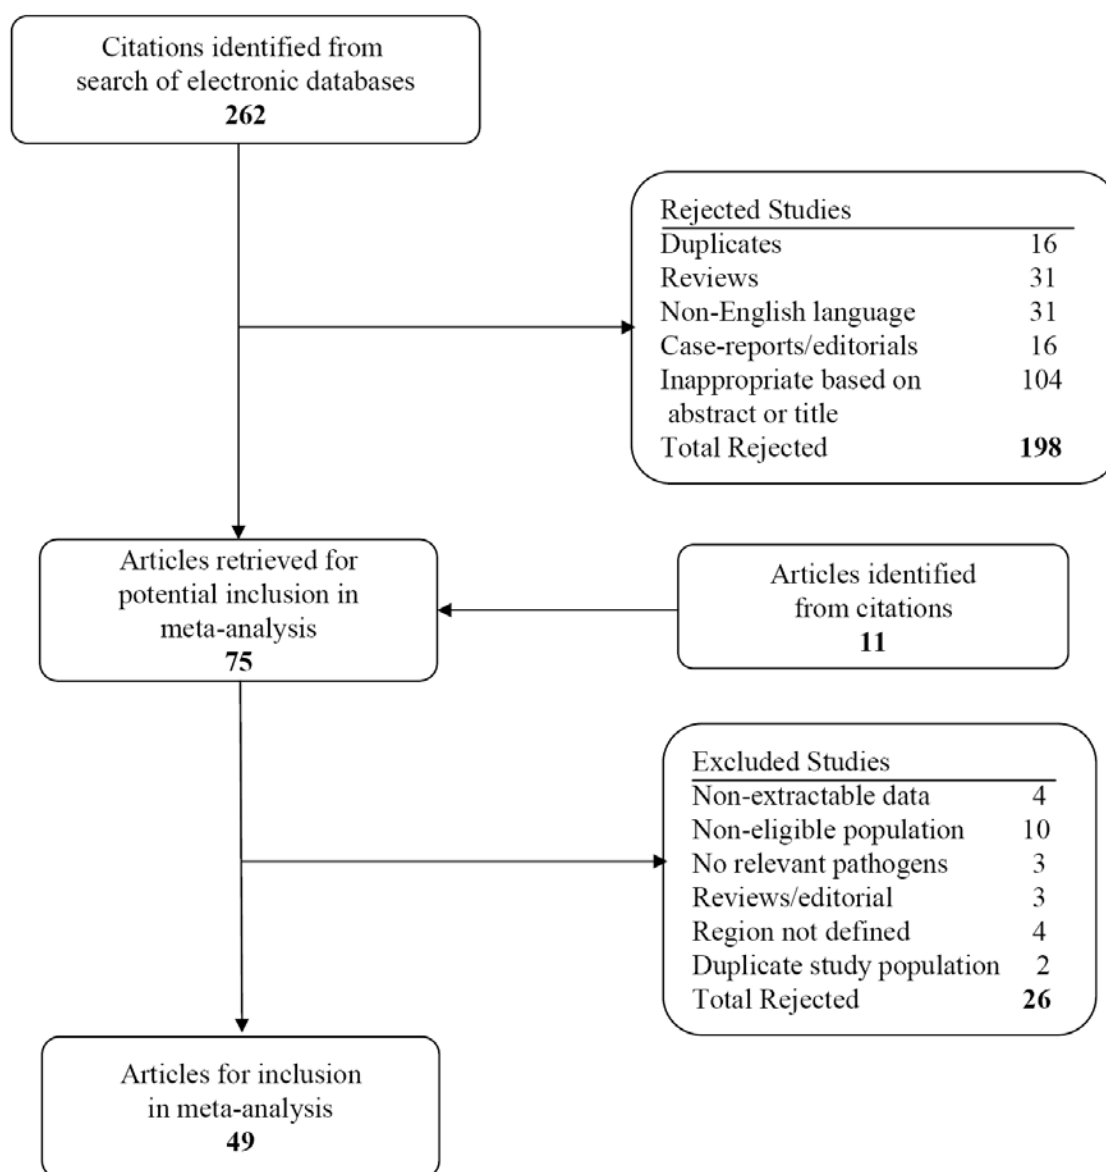 Citations identified from
search of electronic databases
262
Rejected Studies
Duplicates 16
Reviews 31
Non-English language 31
Case-reports/editorials 16
Inappropriate based on 104
abstract or title
Total Rejected 198
Articles retrieved for
potential inclusion in
meta-analysis
75
Articles identified
from citations
11
Excluded Studies
Non-extractable data 4
Non-eligible population 10
No relevant pathogens 3
Reviews/editorial 3
Region not defined 4
Duplicate study population 2
Total Rejected 26
Articles for inclusion
in meta-analysis
49